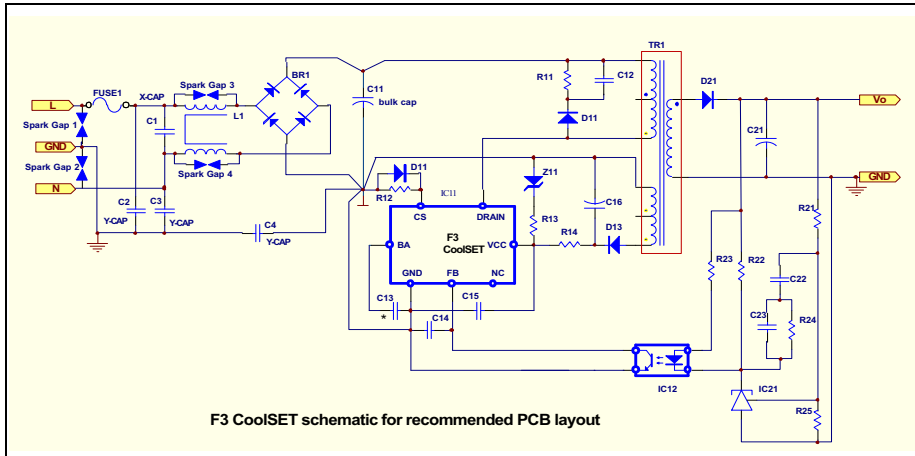 TR1
BR1
D21
Spark Gap 3
R11
C12
FUSE1
C11
X-CAP
bulk cap
L
Vo
L1
Spark Gap 1
D11
C1
C21
GND
Spark Gap 2
Spark Gap 4
D11
Z11
GND
N
R12
IC11
C16
C2
C3
CS
DRAIN
R13
R21
Y-CAP
Y-CAP
C4
F3
CoolSET
R14
D13
Y-CAP
BA
VCC
R23
R22
GND
FB
NC
C22
C13
C15
*
C14
C23
R24
IC12
IC21
R25
F3 CoolSET schematic for recommended PCB layout